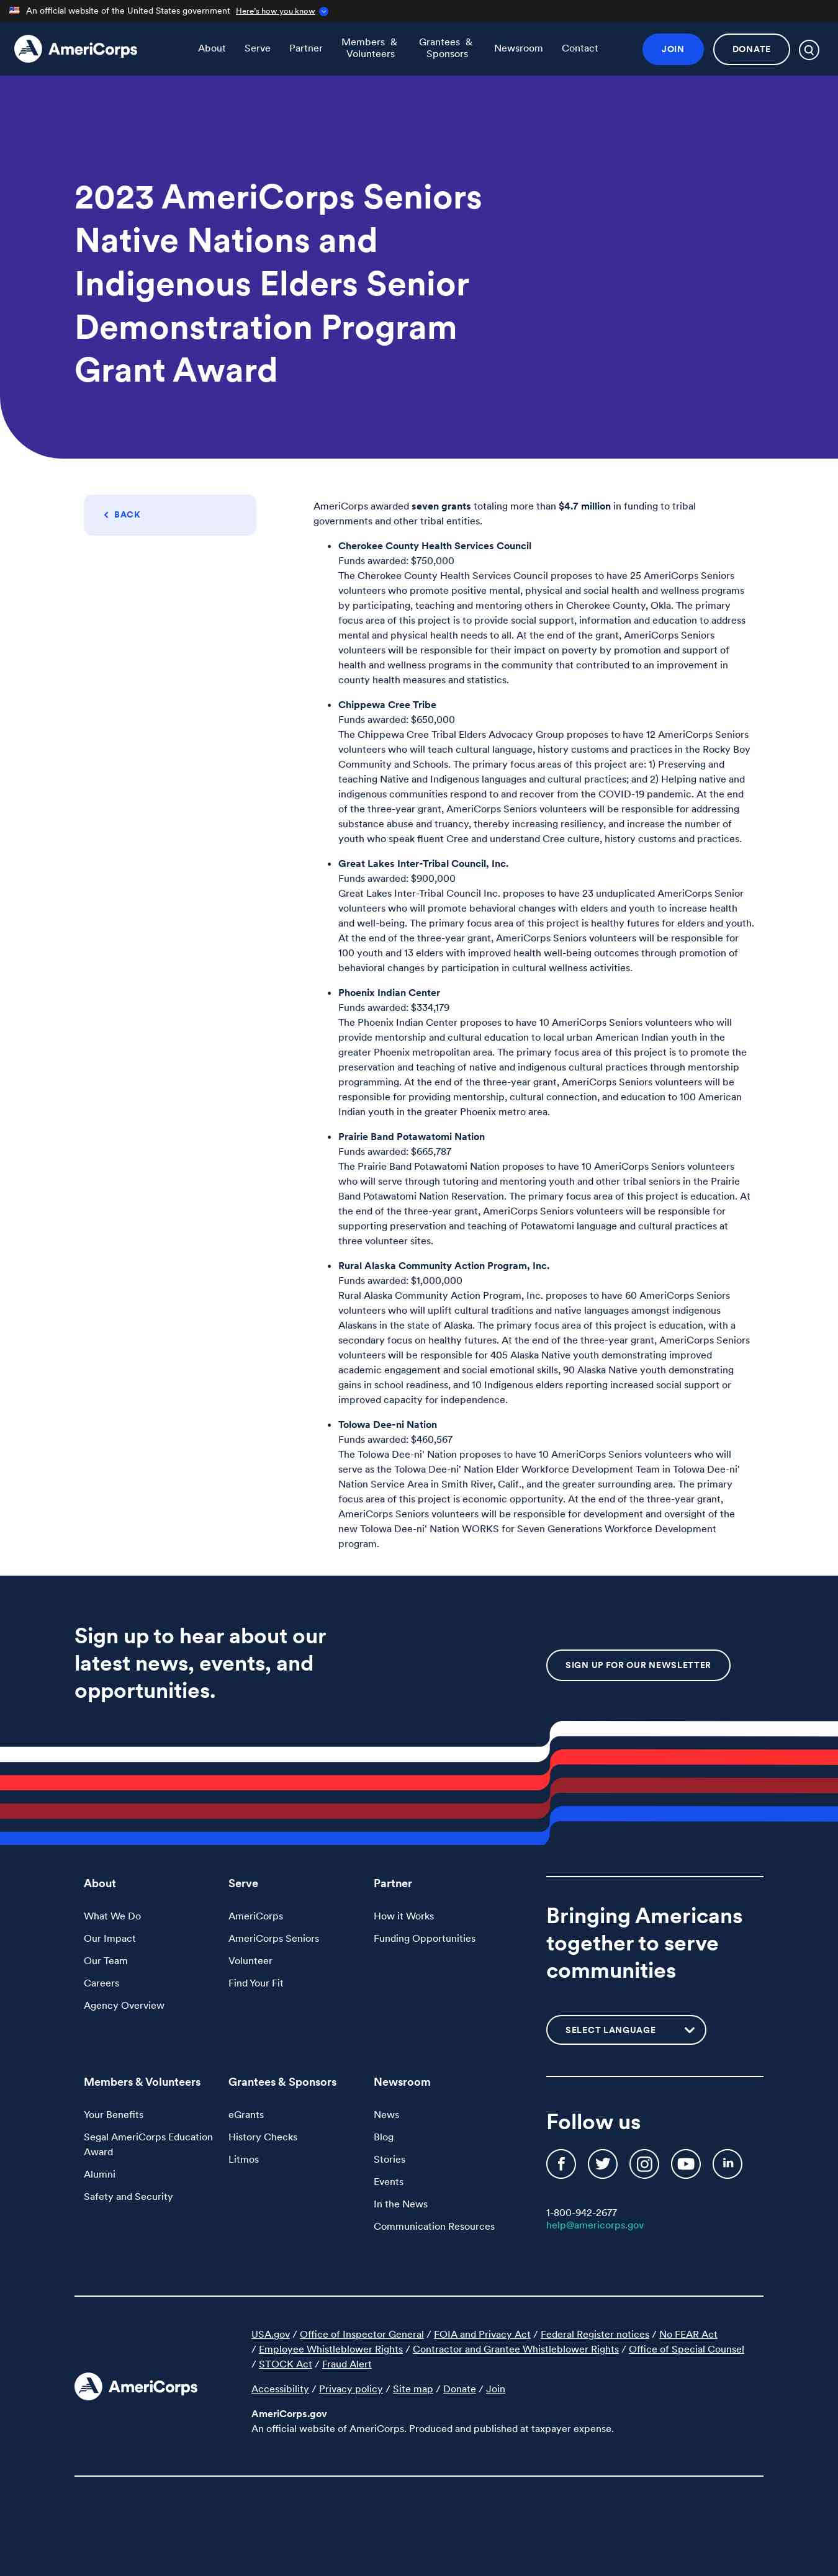 An official website of the United States government Here's how you know
AmeriCorps
About
Serve
Partner
Members &
Volunteers
Grantees &
Sponsors
Newsroom
Contact
JOIN
DONATE
2023 AmeriCorps Seniors
Native Nations and
Indigenous Elders Senior
Demonstration Program
Grant Award
BACK
AmeriCorps awarded seven grants totaling more than $4.7 million in funding to tribal
governments and other tribal entities.
• Cherokee County Health Services Council
Funds awarded: $750,000
The Cherokee County Health Services Council proposes to have 25 AmeriCorps Seniors
volunteers who promote positive mental, physical and social health and wellness programs
by participating, teaching and mentoring others in Cherokee County, Okla. The primary
focus area of this project is to provide social support, information and education to address
mental and physical health needs to all. At the end of the grant, AmeriCorps Seniors
volunteers will be responsible for their impact on poverty by promotion and support of
health and wellness programs in the community that contributed to an improvement in
county health measures and statistics.
• Chippewa Cree Tribe
Funds awarded: $650,000
The Chippewa Cree Tribal Elders Advocacy Group proposes to have 12 AmeriCorps Seniors
volunteers who will teach cultural language, history customs and practices in the Rocky Boy
Community and Schools. The primary focus areas of this project are: 1) Preserving and
teaching Native and Indigenous languages and cultural practices; and 2) Helping native and
indigenous communities respond to and recover from the COVID-19 pandemic. At the end
of the three-year grant, AmeriCorps Seniors volunteers will be responsible for addressing
substance abuse and truancy, thereby increasing resiliency, and increase the number of
youth who speak fluent Cree and understand Cree culture, history customs and practices.
• Great Lakes Inter-Tribal Council, Inc.
Funds awarded: $900,000
Great Lakes Inter-Tribal Council Inc. proposes to have 23 unduplicated AmeriCorps Senior
volunteers who will promote behavioral changes with elders and youth to increase health
and well-being. The primary focus area of this project is healthy futures for elders and youth.
At the end of the three-year grant, AmeriCorps Seniors volunteers will be responsible for
100 youth and 13 elders with improved health well-being outcomes through promotion of
behavioral changes by participation in cultural wellness activities.
• Phoenix Indian Center
Funds awarded: $334,179
The Phoenix Indian Center proposes to have 10 AmeriCorps Seniors volunteers who will
provide mentorship and cultural education to local urban American Indian youth in the
greater Phoenix metropolitan area. The primary focus area of this project is to promote the
preservation and teaching of native and indigenous cultural practices through mentorship
programming. At the end of the three-year grant, AmeriCorps Seniors volunteers will be
responsible for providing mentorship, cultural connection, and education to 100 American
Indian youth in the greater Phoenix metro area.
• Prairie Band Potawatomi Nation
Funds awarded: $665,787
The Prairie Band Potawatomi Nation proposes to have 10 AmeriCorps Seniors volunteers
who will serve through tutoring and mentoring youth and other tribal seniors in the Prairie
Band Potawatomi Nation Reservation. The primary focus area of this project is education. At
the end of the three-year grant, AmeriCorps Seniors volunteers will be responsible for
supporting preservation and teaching of Potawatomi language and cultural practices at
three volunteer sites.
• Rural Alaska Community Action Program, Inc.
Funds awarded: $1,000,000
Rural Alaska Community Action Program, Inc. proposes to have 60 AmeriCorps Seniors
volunteers who will uplift cultural traditions and native languages amongst indigenous
Alaskans in the state of Alaska. The primary focus area of this project is education, with a
secondary focus on healthy futures. At the end of the three-year grant, AmeriCorps Seniors
volunteers will be responsible for 405 Alaska Native youth demonstrating improved
academic engagement and social emotional skills, 90 Alaska Native youth demonstrating
gains in school readiness, and 10 Indigenous elders reporting increased social support or
improved capacity for independence.
• Tolowa Dee-ni Nation
Funds awarded: $460,567
The Tolowa Dee-ni' Nation proposes to have 10 AmeriCorps Seniors volunteers who will
serve as the Tolowa Dee-ni' Nation Elder Workforce Development Team in Tolowa Dee-ni'
Nation Service Area in Smith River, Calif., and the greater surrounding area. The primary
focus area of this project is economic opportunity. At the end of the three-year grant,
AmeriCorps Seniors volunteers will be responsible for development and oversight of the
new Tolowa Dee-ni' Nation WORKS for Seven Generations Workforce Development
program.
Sign up to hear about our
latest news, events, and
opportunities.
SIGN UP FOR OUR NEWSLETTER
About
What We Do
Our Impact
Our Team
Careers
Agency Overview
Serve
AmeriCorps
AmeriCorps Seniors
Volunteer
Find Your Fit
Partner
How it Works
Funding Opportunities
Bringing Americans
together to serve
communities
SELECT LANGUAGE
Members & Volunteers
Your Benefits
Segal AmeriCorps Education
Award
Alumni
Safety and Security
Grantees & Sponsors
eGrants
History Checks
Litmos
Newsroom
News
Blog
Stories
Events
In the News
Communication Resources
Follow us
1-800-942-2677
help@americorps.gov
AmeriCorps
USA.gov / Office of Inspector General / FOIA and Privacy Act / Federal Register notices / No FEAR Act
/ Employee Whistleblower Rights / Contractor and Grantee Whistleblower Rights / Office of Special Counsel
/ STOCK Act / Fraud Alert
Accessibility / Privacy policy / Site map / Donate / Join
AmeriCorps.gov
An official website of AmeriCorps. Produced and published at taxpayer expense.